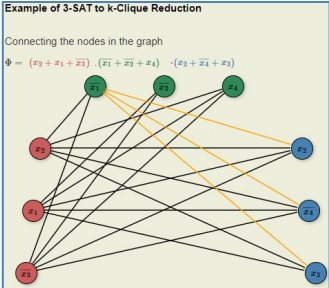 Example of 3-SAT to k-Clique Reduction
Connecting the nodes in the graph
Φ = (x₂ + x₁ + x̅₃) .(x̅₁ + x̅₂ + x₄) ·(x₂ + x̅₄ + x₃)
x̅₁ x̅₂ x₄
x₂ x₂
x₁ x̅₄
x̅₃ x₃